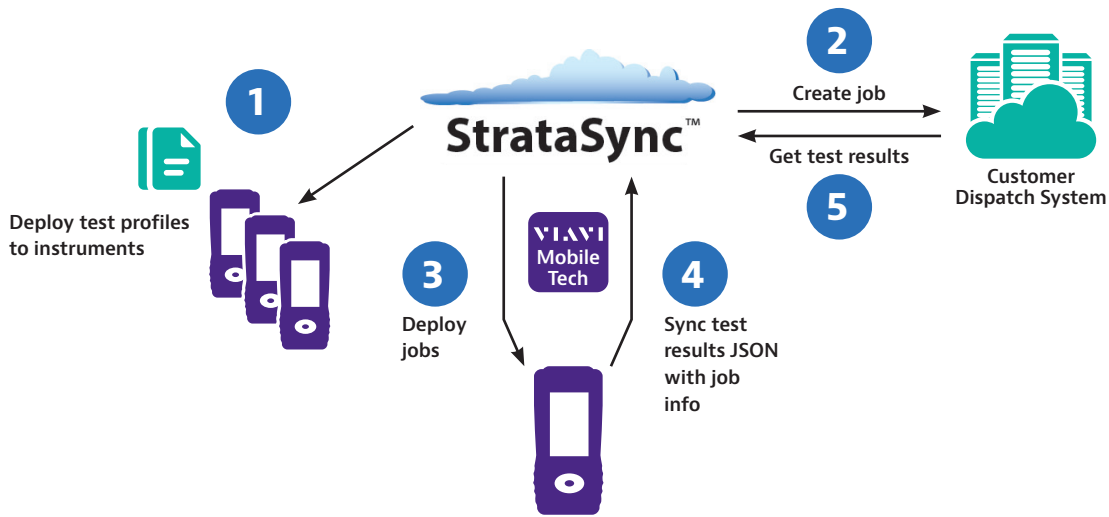 1
Deploy test profiles
to instruments
StrataSync™
2
Create job
Get test results
5
Customer
Dispatch System
3
Deploy
jobs
VIAVI
Mobile
Tech
4
Sync test
results JSON
with job
info